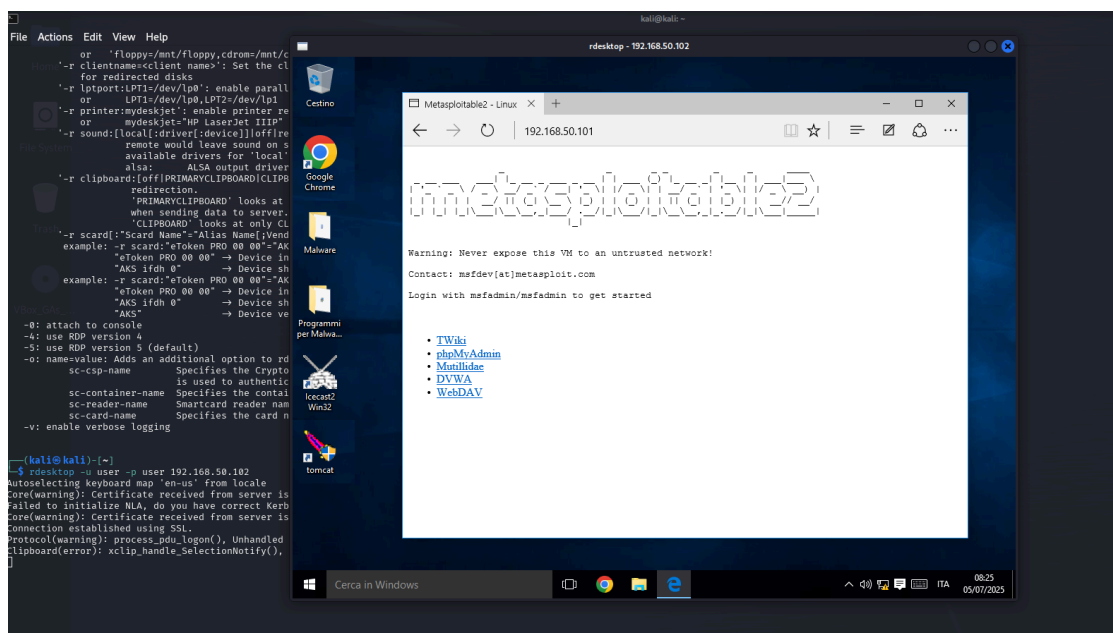 kali@kali: ~
File Actions Edit View Help
or 'floppy=/mnt/floppy,cdrom=/mnt/c
'-r clientname=<client name>': Set the cl
for redirected disks
'-r lptport:LPT1=/dev/lp0': enable parall
or LPT1=/dev/lp0,LPT2=/dev/lp1
'-r printer:mydeskjet': enable printer re
or mydeskjet="HP LaserJet IIIP"
'-r sound:[local[:driver[:device]]|off|re
remote would leave sound on s
available drivers for 'local'
alsa: ALSA output driver
'-r clipboard:[off|PRIMARYCLIPBOARD|CLIPB
redirection.
'PRIMARYCLIPBOARD' looks at
when sending data to server.
'CLIPBOARD' looks at only CL
'-r scard[:"Scard Name"="Alias Name[;Vend
example: -r scard:"eToken PRO 00 00"="AK
"eToken PRO 00 00" → Device in
"AKS ifdh 0" → Device sh
example: -r scard:"eToken PRO 00 00"="AK
"eToken PRO 00 00" → Device in
"AKS ifdh 0" → Device sh
"AKS" → Device ve
-0: attach to console
-4: use RDP version 4
-5: use RDP version 5 (default)
-o: name=value: Adds an additional option to rd
sc-csp-name Specifies the Crypto
is used to authentic
sc-container-name Specifies the contai
sc-reader-name Smartcard reader nam
sc-card-name Specifies the card n
-v: enable verbose logging
(kali㉿kali)-[~]
$ rdesktop -u user -p user 192.168.50.102
Autoselecting keyboard map 'en-us' from locale
Core(warning): Certificate received from server is
Failed to initialize NLA, do you have correct Kerb
Core(warning): Certificate received from server is
Connection established using SSL.
Protocol(warning): process_pdu_logon(), Unhandled
Clipboard(error): xclip_handle_SelectionNotify(),
rdesktop - 192.168.50.102
Cestino
Google
Chrome
Malware
Programmi
per Malwa...
Icecast2
Win32
tomcat
Metasploitable2 - Linux
192.168.50.101
metasploitable2
Warning: Never expose this VM to an untrusted network!
Contact: msfdev[at]metasploit.com
Login with msfadmin/msfadmin to get started
• TWiki
• phpMyAdmin
• Mutillidae
• DVWA
• WebDAV
Cerca in Windows
ITA
08:25
05/07/2025